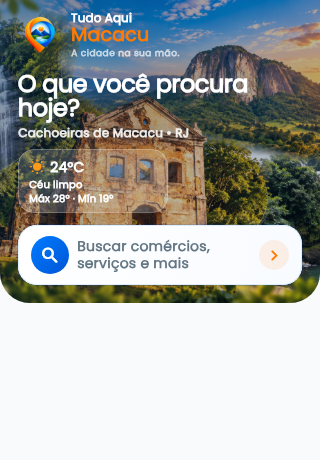 Tudo Aqui
Macacu
A cidade na sua mão.
O que você procura
hoje?
Cachoeiras de Macacu • RJ
24°C
Céu limpo
Máx 28° · Mín 19°
Buscar comércios,
serviços e mais